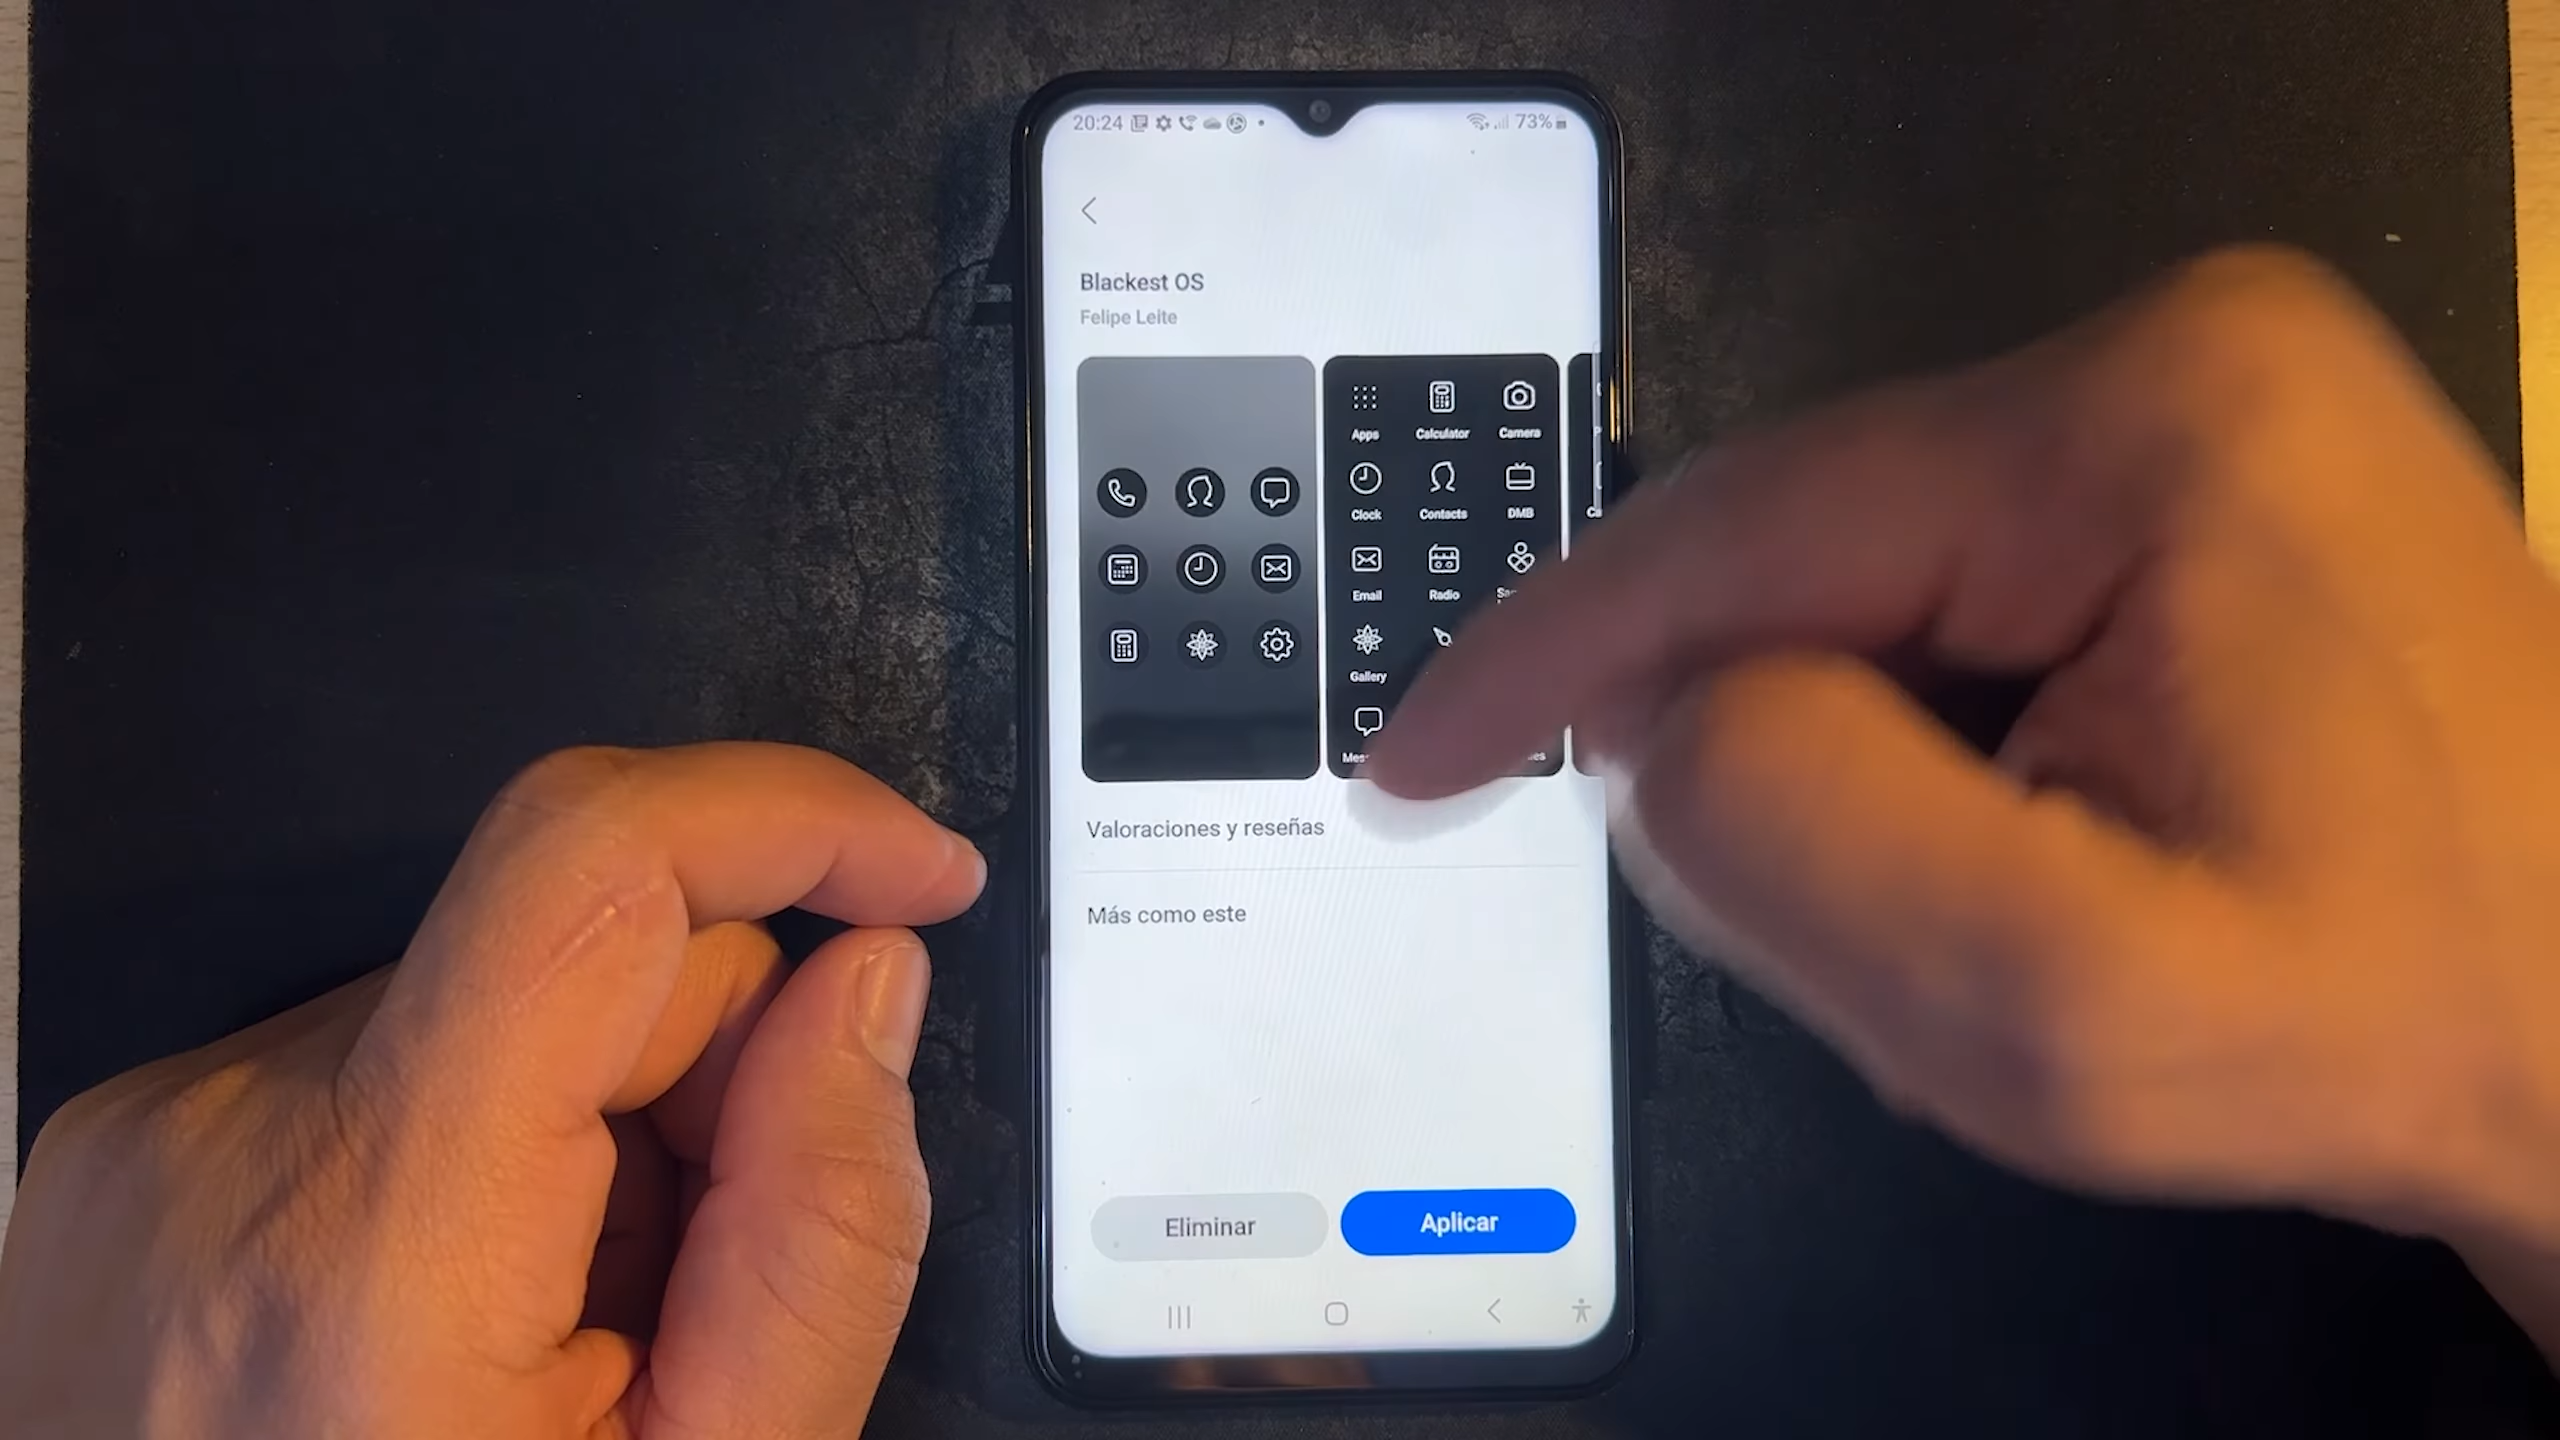 20:24
73%
Blackest OS
Felipe Leite
Apps Calculator Camera
Clock Contacts DMB
Email Radio
Gallery
Valoraciones y reseñas
Más como este
Eliminar Aplicar